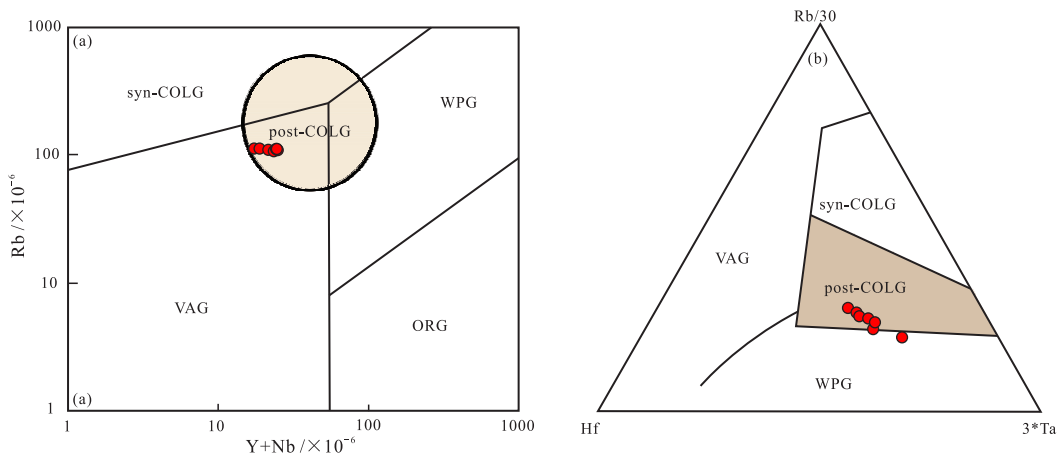 1000
(a)
syn-COLG
WPG
post-COLG
100
Rb /×10⁻⁶
10
VAG
ORG
1
(a)
1
10
100
1000
Y+Nb /×10⁻⁶
Rb/30
(b)
syn-COLG
VAG
post-COLG
WPG
Hf
3*Ta